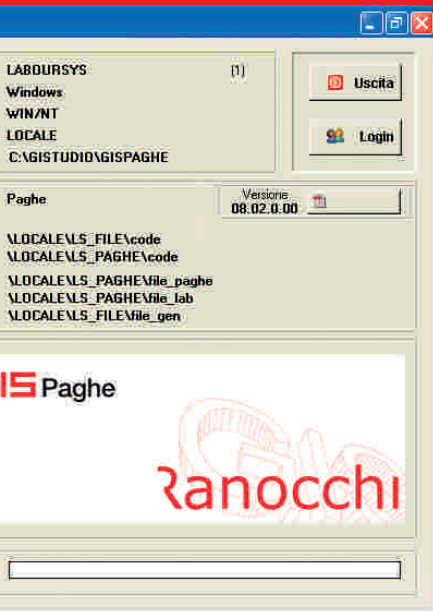 LABOURSYS (1)
Windows
WIN/NT
LOCALE
C:\GISTUDIO\GISPAGHE
Uscita
Login
Paghe
Versione
08.02.0.00
\LOCALE\LS_FILE\code
\LOCALE\LS_PAGHE\code
\LOCALE\LS_PAGHE\file_paghe
\LOCALE\LS_PAGHE\file_lab
\LOCALE\LS_FILE\file_gen
IS Paghe
Ranocchi